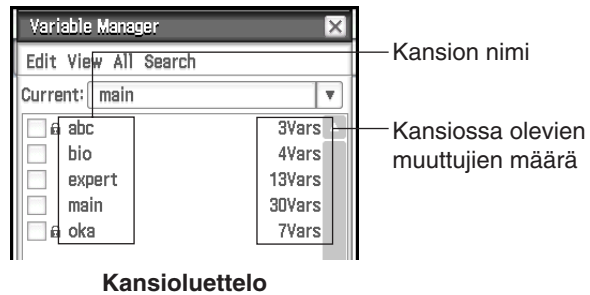 Variable Manager
Edit View All Search
Current: main
abc 3Vars
bio 4Vars
expert 13Vars
main 30Vars
oka 7Vars
Kansion nimi
Kansiossa olevien
muuttujien määrä
Kansioluettelo